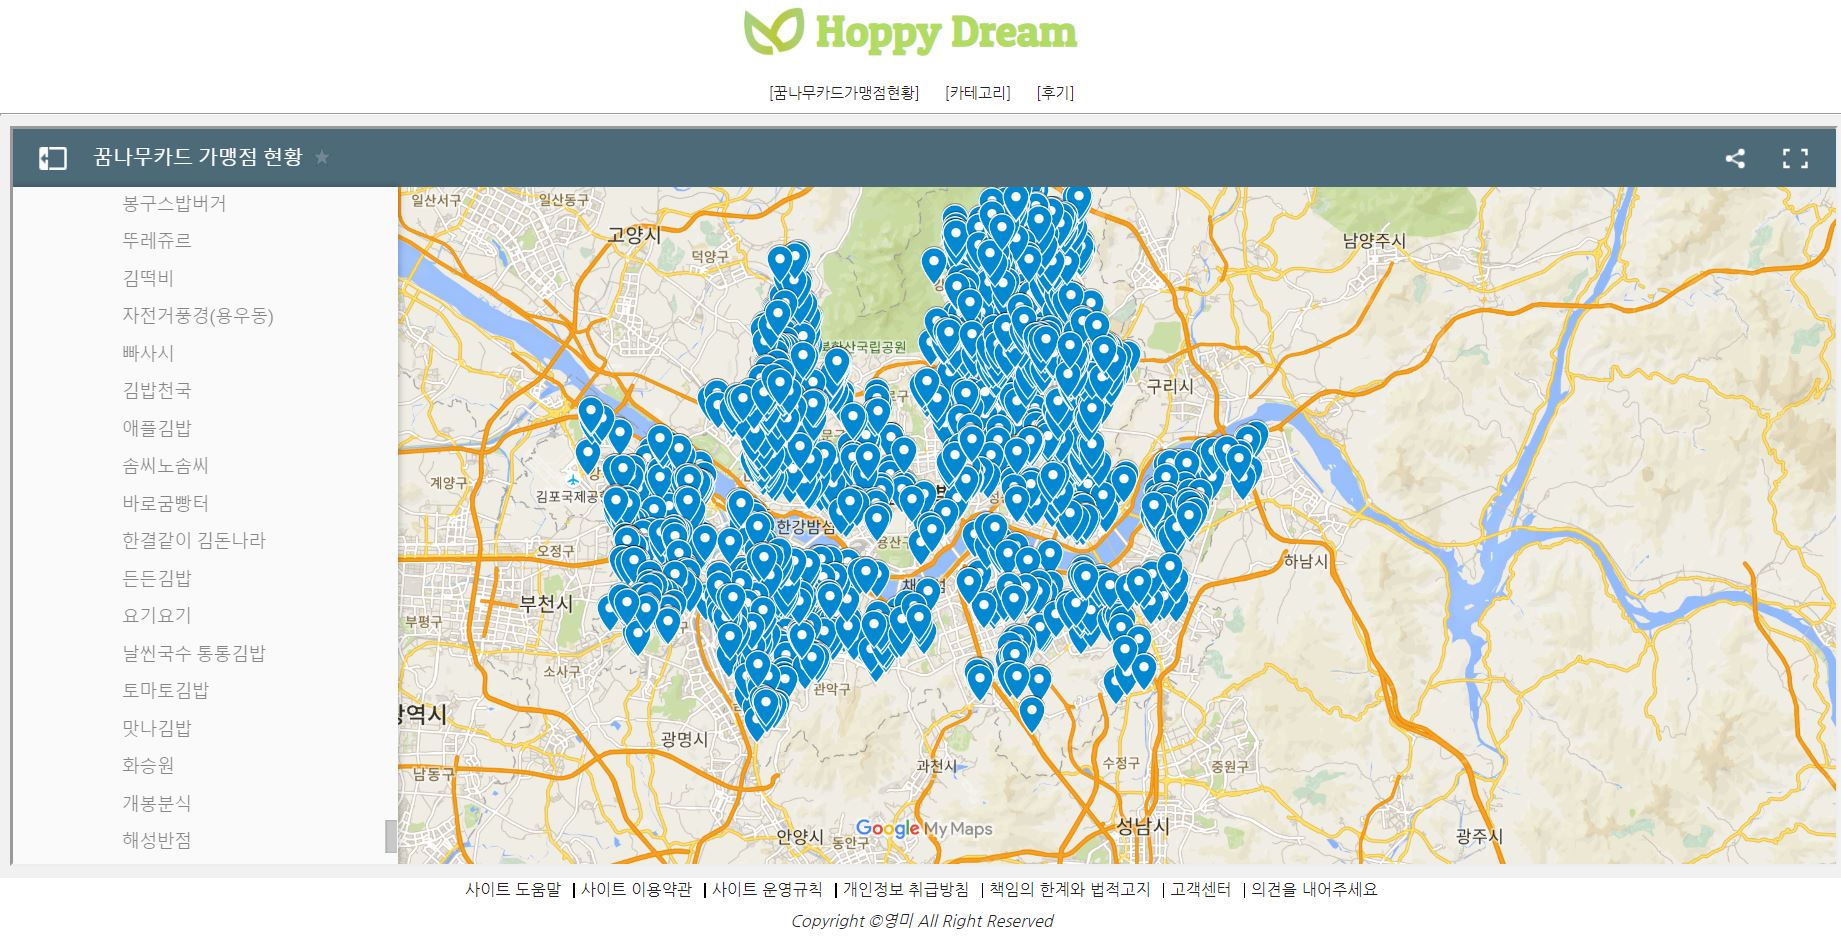 Hoppy Dream
[꿈나무카드가맹점현황] [카테고리] [후기]
꿈나무카드 가맹점 현황
봉구스밥버거
뚜레쥬르
김떡비
자전거풍경(용우동)
빠사시
김밥천국
애플김밥
솜씨노솜씨
바로굼빵터
한결같이 김돈나라
든든김밥
요기요기
날씬국수 통통김밥
토마토김밥
맛나김밥
화승원
개봉분식
해성반점
일산서구
일산동구
고양시
덕양구
남양주시
북한산국립공원
구리시
계양구
김포국제공
한강밤섬
용산구
오정구
하남시
부천시
부평구
소사구
관악구
광역시
광명시
과천시
수정구
중원구
남동구
안양시
동안구
Google My Maps
성남시
광주시
사이트 도움말 | 사이트 이용약관 | 사이트 운영규칙 | 개인정보 취급방침 | 책임의 한계와 법적고지 | 고객센터 | 의견을 내어주세요
Copyright ©영미 All Right Reserved